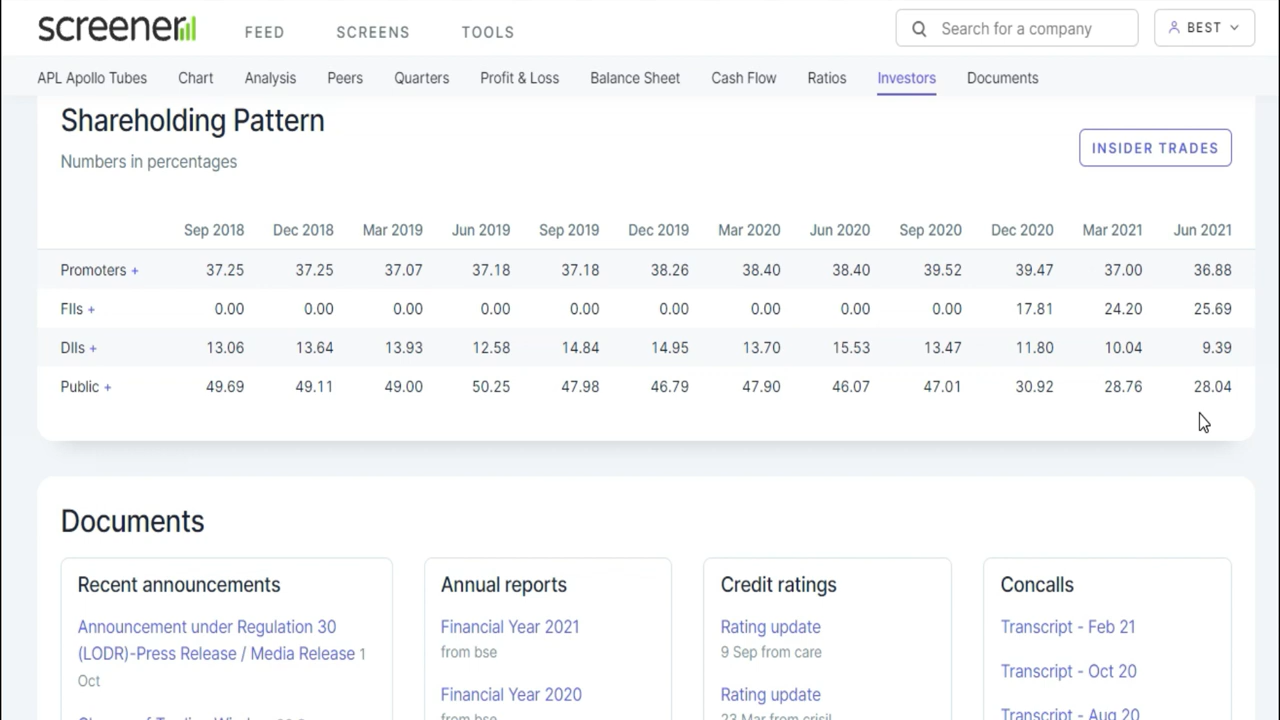 screener FEED SCREENS TOOLS Search for a company BEST
APL Apollo Tubes Chart Analysis Peers Quarters Profit & Loss Balance Sheet Cash Flow Ratios Investors Documents
Shareholding Pattern
INSIDER TRADES
Numbers in percentages
Sep 2018 Dec 2018 Mar 2019 Jun 2019 Sep 2019 Dec 2019 Mar 2020 Jun 2020 Sep 2020 Dec 2020 Mar 2021 Jun 2021
Promoters + 37.25 37.25 37.07 37.18 37.18 38.26 38.40 38.40 39.52 39.47 37.00 36.88
FIIs + 0.00 0.00 0.00 0.00 0.00 0.00 0.00 0.00 0.00 17.81 24.20 25.69
DIIs + 13.06 13.64 13.93 12.58 14.84 14.95 13.70 15.53 13.47 11.80 10.04 9.39
Public + 49.69 49.11 49.00 50.25 47.98 46.79 47.90 46.07 47.01 30.92 28.76 28.04
Documents
Recent announcements
Announcement under Regulation 30
(LODR)-Press Release / Media Release 1
Oct
Annual reports
Financial Year 2021
from bse
Financial Year 2020
from bse
Credit ratings
Rating update
9 Sep from care
Rating update
23 Mar from crisil
Concalls
Transcript - Feb 21
Transcript - Oct 20
Transcript - Aug 20